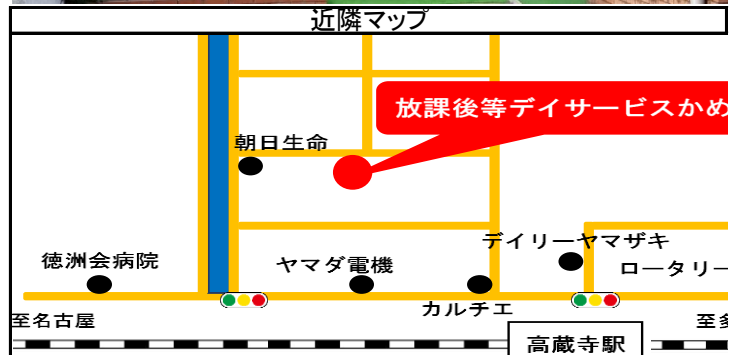 近隣マップ
放課後等デイサービスかめ
朝日生命
デイリーヤマザキ
徳洲会病院
ヤマダ電機
ロータリー
カルチエ
至名古屋
至多
高蔵寺駅